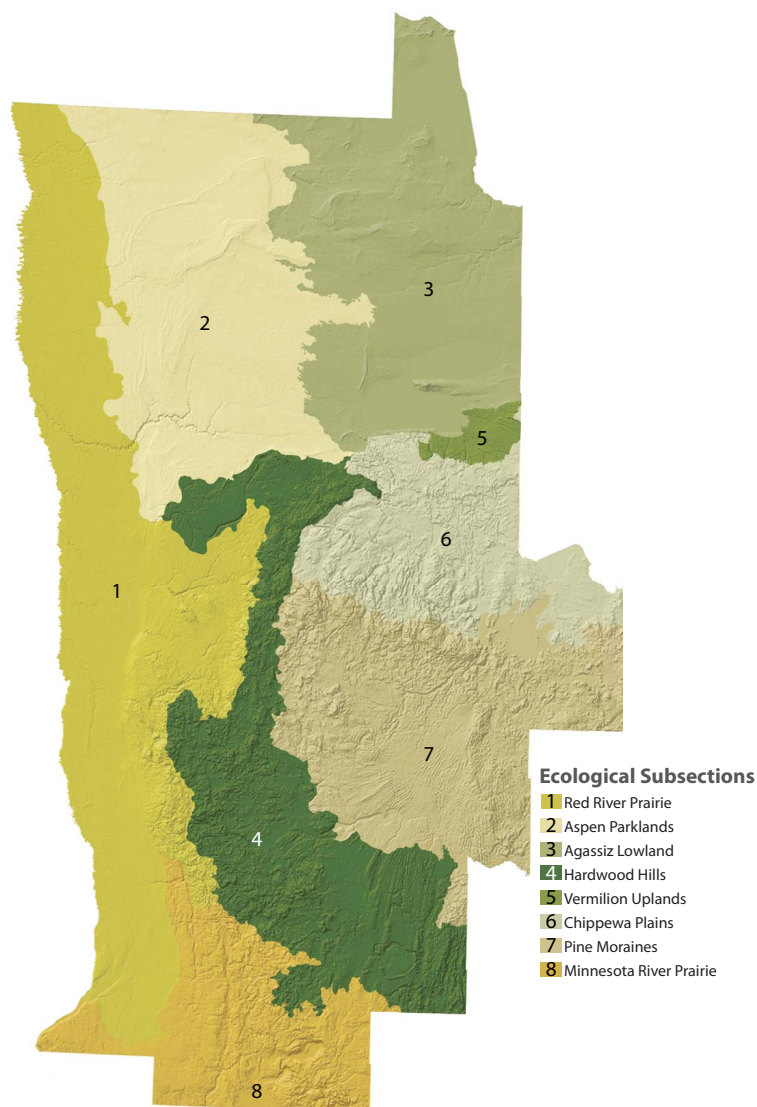 3
2
5
6
1
7
4
8
Ecological Subsections
1 Red River Prairie
2 Aspen Parklands
3 Agassiz Lowland
4 Hardwood Hills
5 Vermilion Uplands
6 Chippewa Plains
7 Pine Moraines
8 Minnesota River Prairie